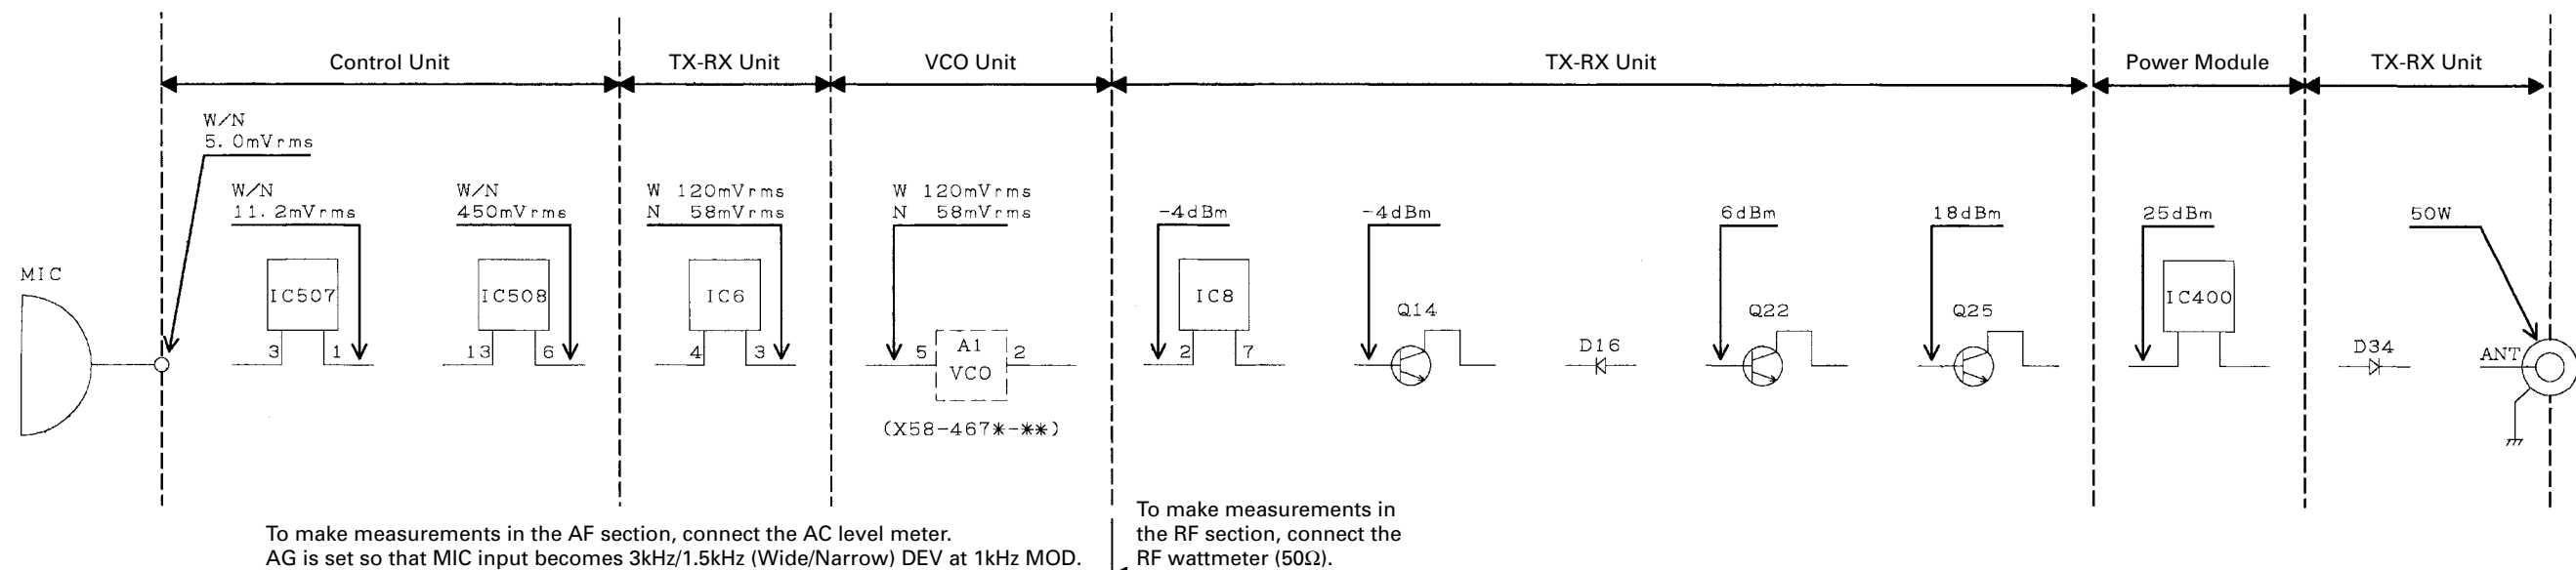 Control Unit
TX-RX Unit
VCO Unit
TX-RX Unit
Power Module
TX-RX Unit
W/N
5.0mVrms
W/N
11.2mVrms
W/N
450mVrms
W 120mVrms
N 58mVrms
W 120mVrms
N 58mVrms
-4dBm
-4dBm
6dBm
18dBm
25dBm
50W
MIC
IC507
3
1
IC508
13
6
IC6
4
3
5
A1
VCO
2
(X58-467*-**)
IC8
2
7
Q14
D16
Q22
Q25
IC400
D34
ANT
To make measurements in the AF section, connect the AC level meter.
AG is set so that MIC input becomes 3kHz/1.5kHz (Wide/Narrow) DEV at 1kHz MOD.
To make measurements in
the RF section, connect the
RF wattmeter (50Ω).